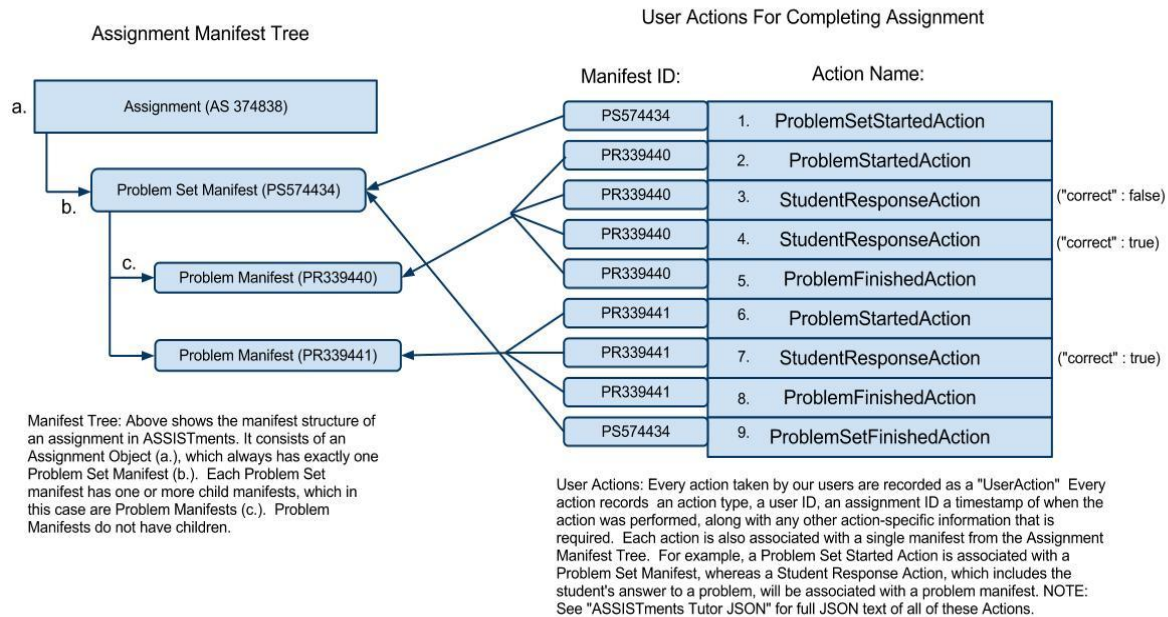 User Actions For Completing Assignment
Assignment Manifest Tree
Manifest ID:
Action Name:
a.
Assignment (AS 374838)
b.
Problem Set Manifest (PS574434)
c.
Problem Manifest (PR339440)
Problem Manifest (PR339441)
PS574434 1. ProblemSetStartedAction
PR339440 2. ProblemStartedAction
PR339440 3. StudentResponseAction ("correct" : false)
PR339440 4. StudentResponseAction ("correct" : true)
PR339440 5. ProblemFinishedAction
PR339441 6. ProblemStartedAction
PR339441 7. StudentResponseAction ("correct" : true)
PR339441 8. ProblemFinishedAction
PS574434 9. ProblemSetFinishedAction
Manifest Tree: Above shows the manifest structure of
an assignment in ASSISTments. It consists of an
Assignment Object (a.), which always has exactly one
Problem Set Manifest (b.).  Each Problem Set
manifest has one or more child manifests, which in
this case are Problem Manifests (c.).  Problem
Manifests do not have children.
User Actions: Every action taken by our users are recorded as a "UserAction"  Every
action records  an action type, a user ID, an assignment ID a timestamp of when the
action was performed, along with any other action-specific information that is
required.  Each action is also associated with a single manifest from the Assignment
Manifest Tree.  For example, a Problem Set Started Action is associated with a
Problem Set Manifest, whereas a Student Response Action, which includes the
student's answer to a problem, will be associated with a problem manifest. NOTE:
See "ASSISTments Tutor JSON" for full JSON text of all of these Actions.